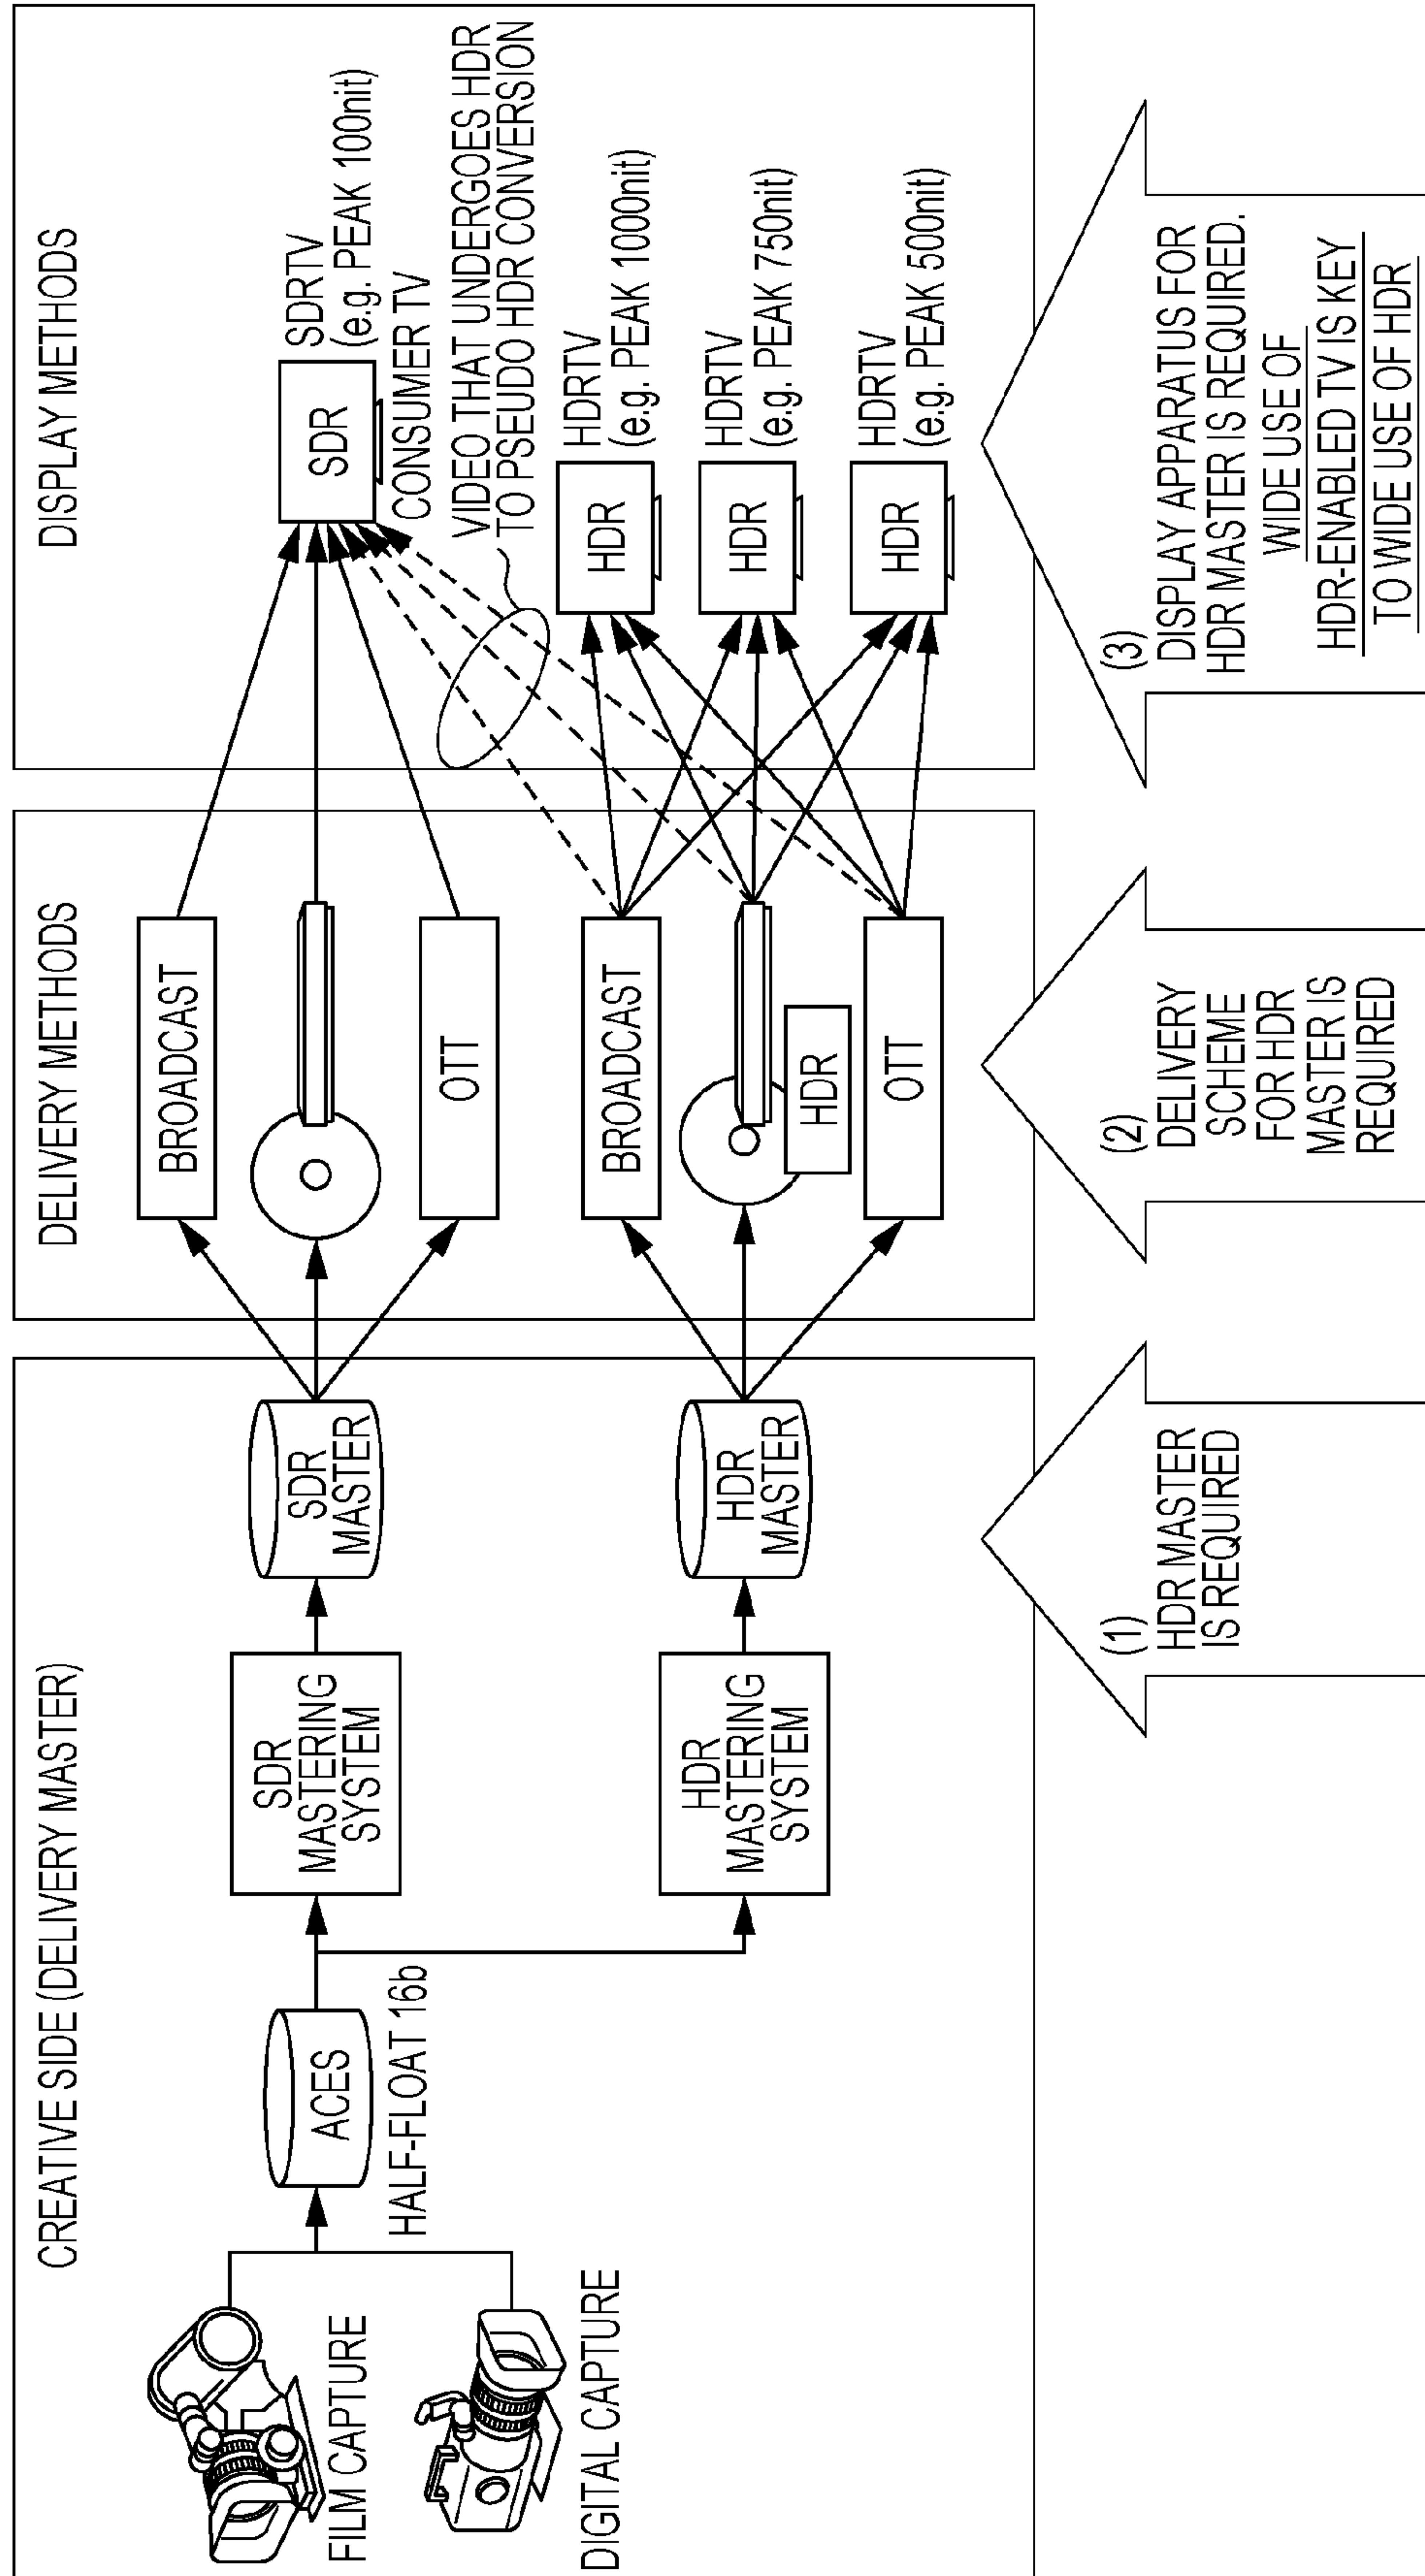 CREATIVE SIDE (DELIVERY MASTER)
FILM CAPTURE
DIGITAL CAPTURE
ACES
HALF-FLOAT 16b
SDR
MASTERING
SYSTEM
SDR
MASTER
HDR
MASTERING
SYSTEM
HDR
MASTER
DELIVERY METHODS
BROADCAST
OTT
BROADCAST
HDR
OTT
DISPLAY METHODS
SDR
SDRTV
(e.g. PEAK 100nit)
CONSUMER TV
VIDEO THAT UNDERGOES HDR
TO PSEUDO HDR CONVERSION
HDR
HDRTV
(e.g. PEAK 1000nit)
HDR
HDRTV
(e.g. PEAK 750nit)
HDR
HDRTV
(e.g. PEAK 500nit)
(1)
HDR MASTER
IS REQUIRED
(2)
DELIVERY
SCHEME
FOR HDR
MASTER IS
REQUIRED
(3)
DISPLAY APPARATUS FOR
HDR MASTER IS REQUIRED.
WIDE USE OF
HDR-ENABLED TV IS KEY
TO WIDE USE OF HDR